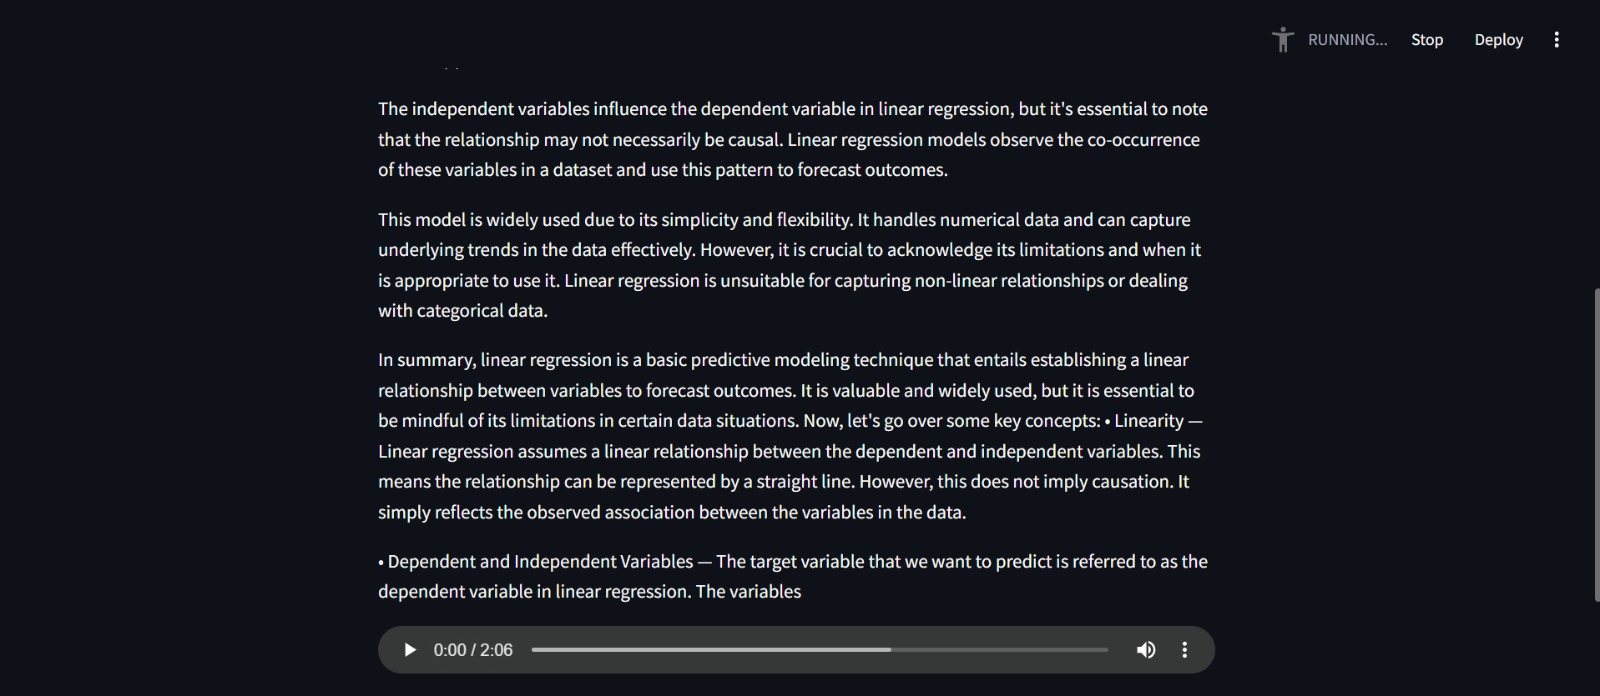 RUNNING...
Stop
Deploy
The independent variables influence the dependent variable in linear regression, but it's essential to note
that the relationship may not necessarily be causal. Linear regression models observe the co-occurrence
of these variables in a dataset and use this pattern to forecast outcomes.
This model is widely used due to its simplicity and flexibility. It handles numerical data and can capture
underlying trends in the data effectively. However, it is crucial to acknowledge its limitations and when it
is appropriate to use it. Linear regression is unsuitable for capturing non-linear relationships or dealing
with categorical data.
In summary, linear regression is a basic predictive modeling technique that entails establishing a linear
relationship between variables to forecast outcomes. It is valuable and widely used, but it is essential to
be mindful of its limitations in certain data situations. Now, let's go over some key concepts: • Linearity —
Linear regression assumes a linear relationship between the dependent and independent variables. This
means the relationship can be represented by a straight line. However, this does not imply causation. It
simply reflects the observed association between the variables in the data.
• Dependent and Independent Variables — The target variable that we want to predict is referred to as the
dependent variable in linear regression. The variables
0:00 / 2:06